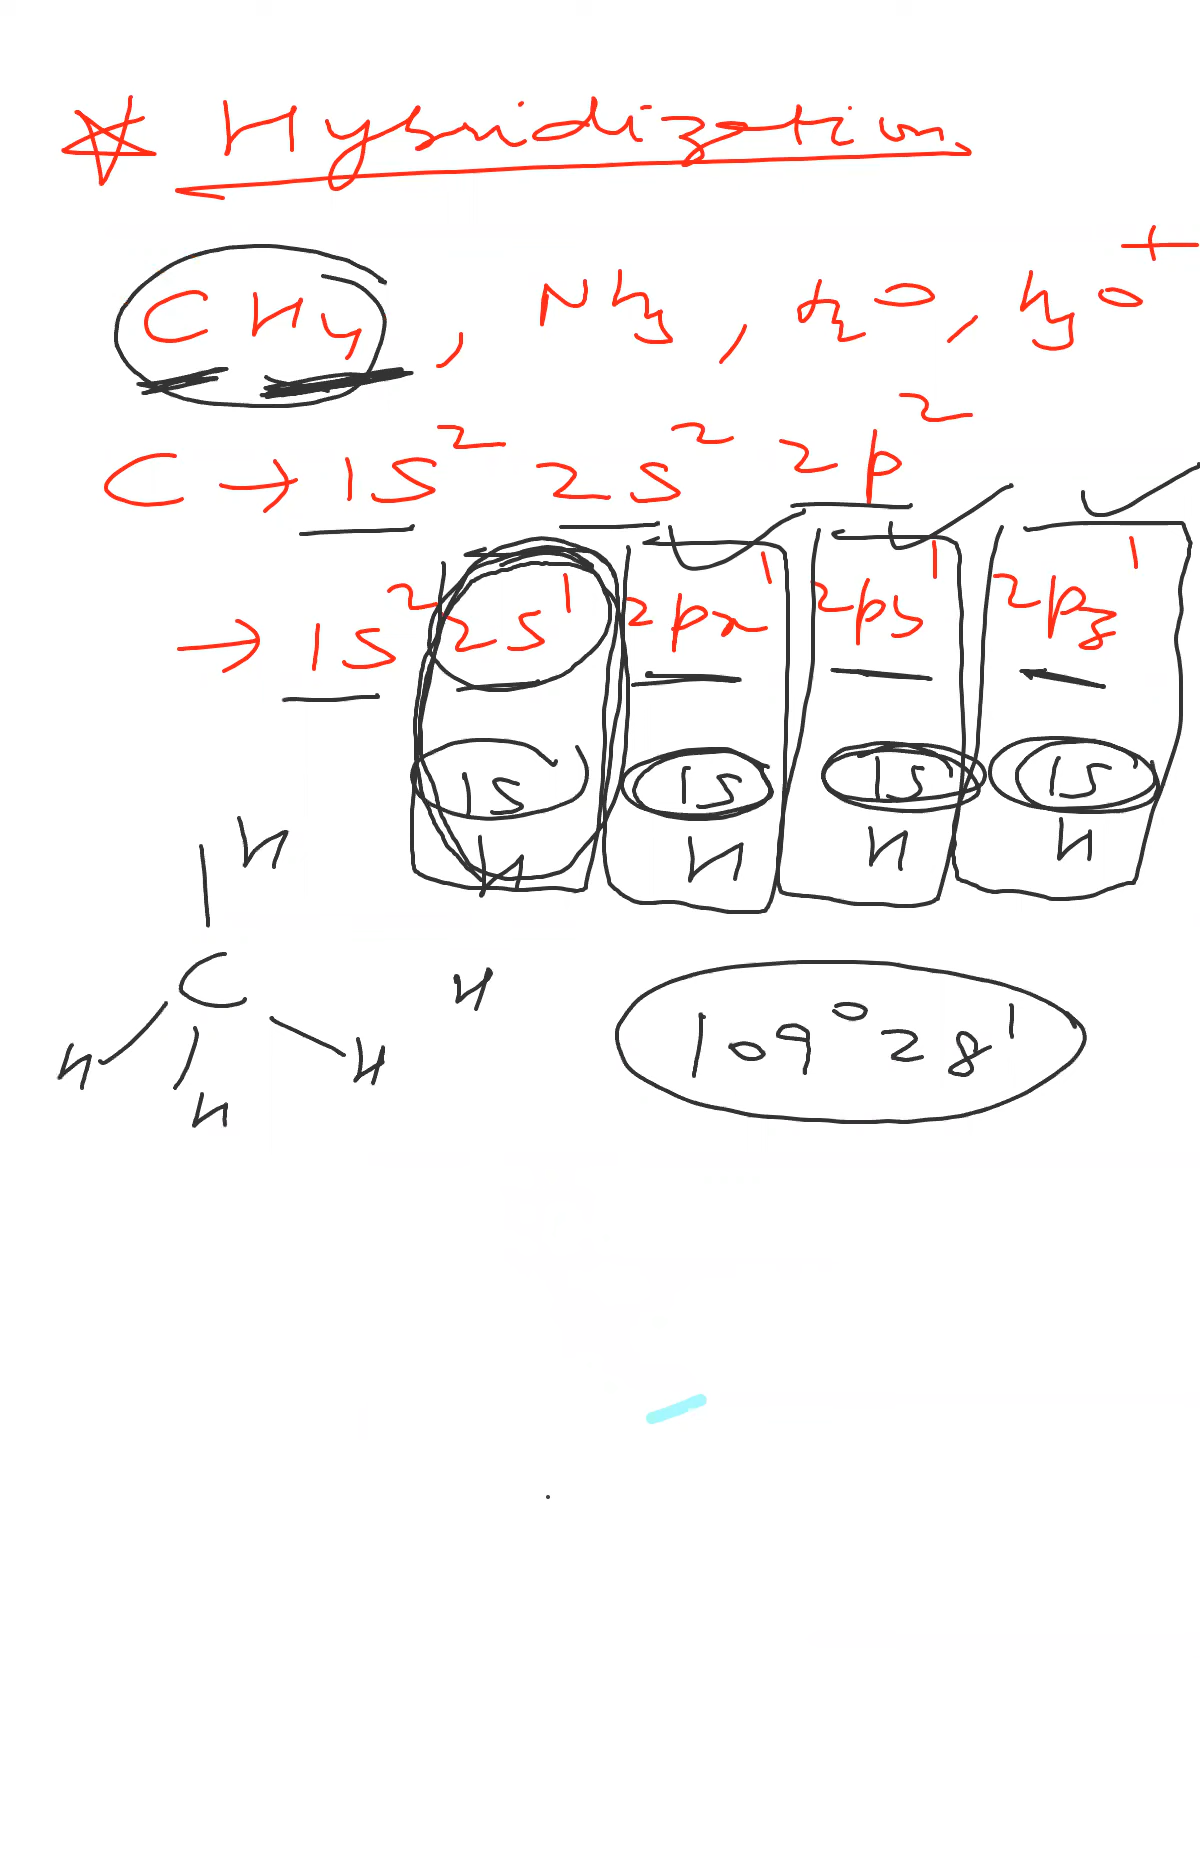 Hybridization
CH4, NH3, H2O, H3O+
C → 1S² 2S² 2p²
→ 1S² 2S¹ 2px¹ 2py¹ 2pz¹
1S 1S 1S 1S
H H H H
H
C H 109°28'
H H
H